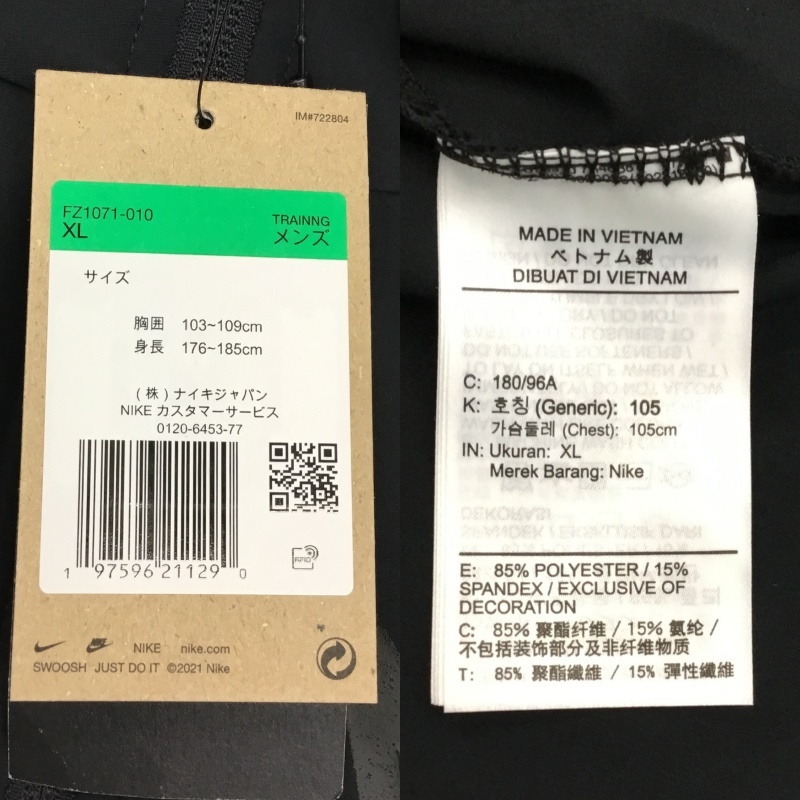 IM#722804
FZ1071-010
XL
TRAINNG
メンズ
サイズ
胸囲 103~109cm
身長 176~185cm
(株)ナイキジャパン
NIKE カスタマーサービス
0120-6453-77
1 97596 21129 0
NIKE nike.com
SWOOSH JUST DO IT ©2021 Nike
MADE IN VIETNAM
ベトナム製
DIBUAT DI VIETNAM
C: 180/96A
K: 호칭 (Generic): 105
가슴둘레 (Chest): 105cm
IN: Ukuran: XL
Merek Barang: Nike
E: 85% POLYESTER / 15%
SPANDEX / EXCLUSIVE OF
DECORATION
C: 85% 聚酯纤维 / 15% 氨纶 /
不包括装饰部分及非纤维物质
T: 85% 聚酯纖維 / 15% 彈性纖維